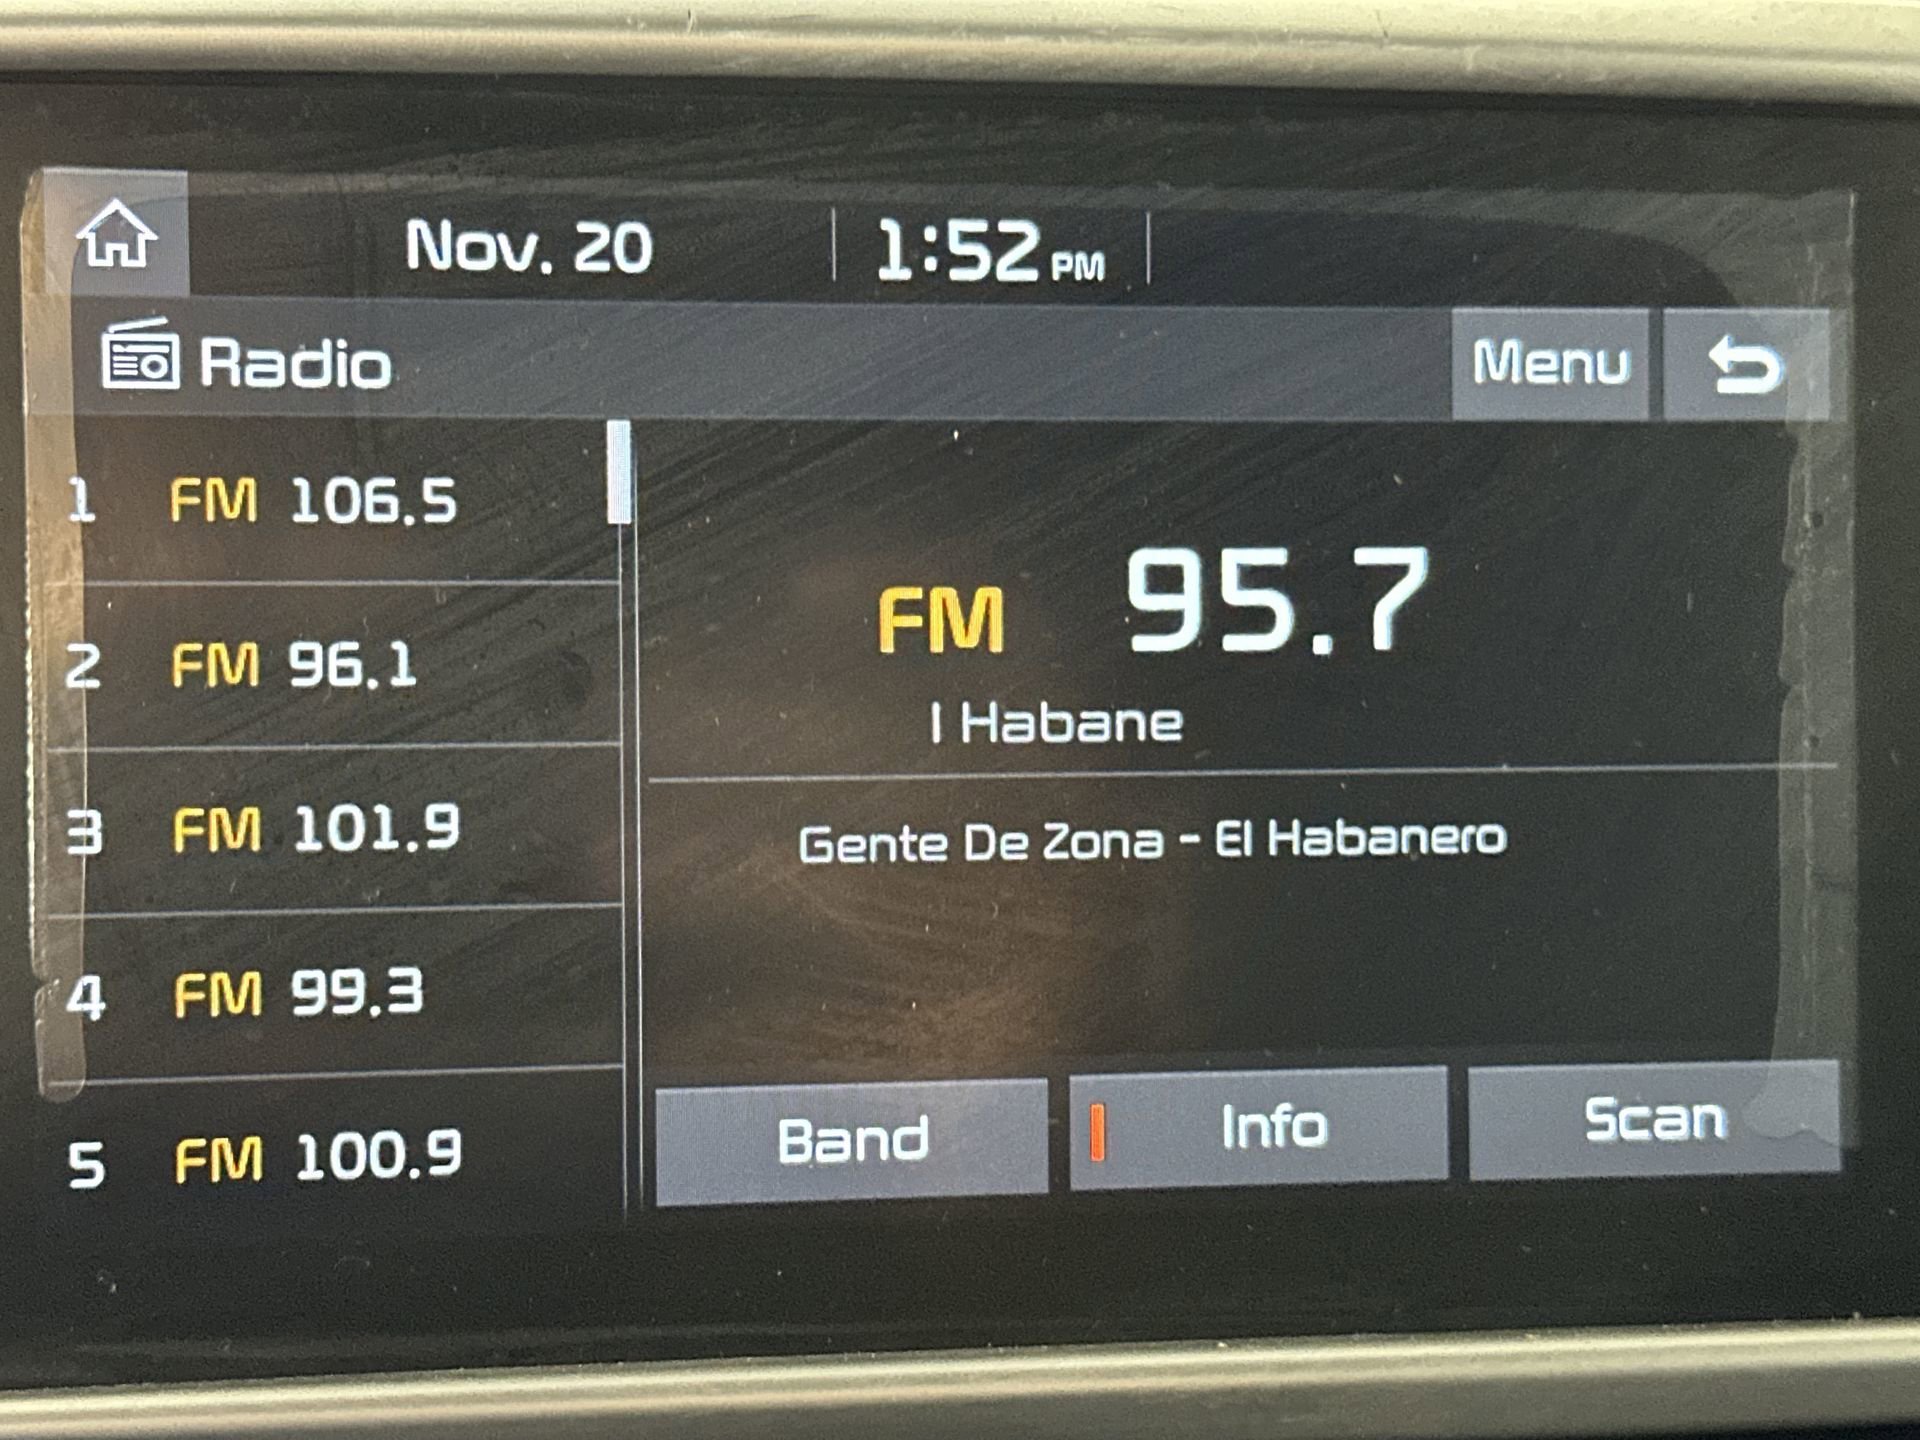 Nov. 20
1:52 PM
Radio
Menu
1 FM 106.5
2 FM 96.1
3 FM 101.9
4 FM 99.3
5 FM 100.9
FM 95.7
l Habane
Gente De Zona - El Habanero
Band
Info
Scan